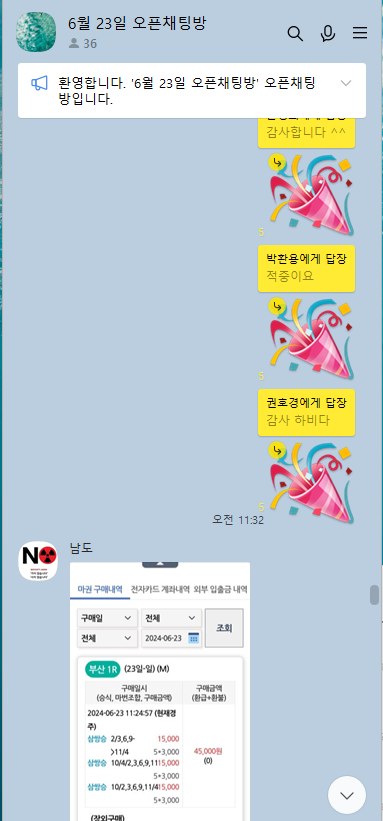 6월 23일 오픈채팅방
36
환영합니다. '6월 23일 오픈채팅방' 오픈채팅
방입니다.
감사합니다 ^^
5
박환용에게 답장
적중이요
5
권호경에게 답장
감사 하비다
5
오전 11:32
남도
NO
마권 구매내역 전자카드 계좌내역 외부 입출금 내역
구매일 전체 조회
전체 2024-06-23
부산 1R (23일-일) (M)
구매일시 구매금액
(승식, 마번조합, 구매금액) (환급+환불)
2024-06-23 11:24:57 (현재경
주)
삼쌍승 2/3,6,9- 15,000
>11/4 5*3,000
삼쌍승 10/4/2,3,6,9,11 15,000
5*3,000
삼쌍승 10/2,3,6,9,11/4 15,000
5*3,000
45,000원
(0)
(장외구매)